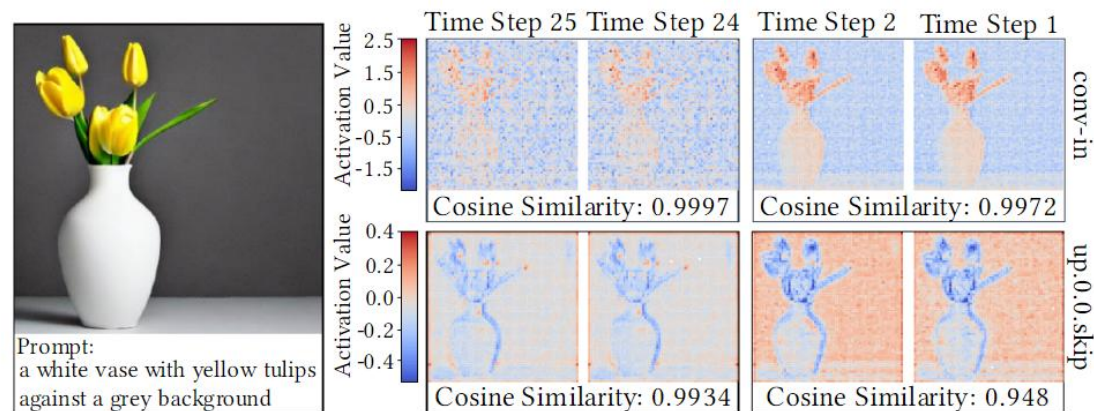 Time Step 25 Time Step 24 Time Step 2 Time Step 1
Activation Value
2.5
1.5
0.5
-0.5
-1.5
conv-in
Cosine Similarity: 0.9997
Cosine Similarity: 0.9972
Activation Value
0.4
0.2
0.0
-0.2
-0.4
up.0.0.skip
Cosine Similarity: 0.9934
Cosine Similarity: 0.948
Prompt:
a white vase with yellow tulips
against a grey background